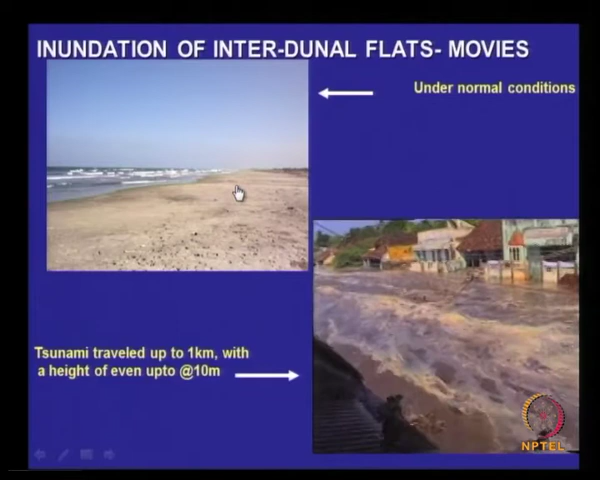 INUNDATION OF INTER-DUNAL FLATS- MOVIES
Under normal conditions
Tsunami traveled up to 1km, with
a height of even upto @10m
NPTEL